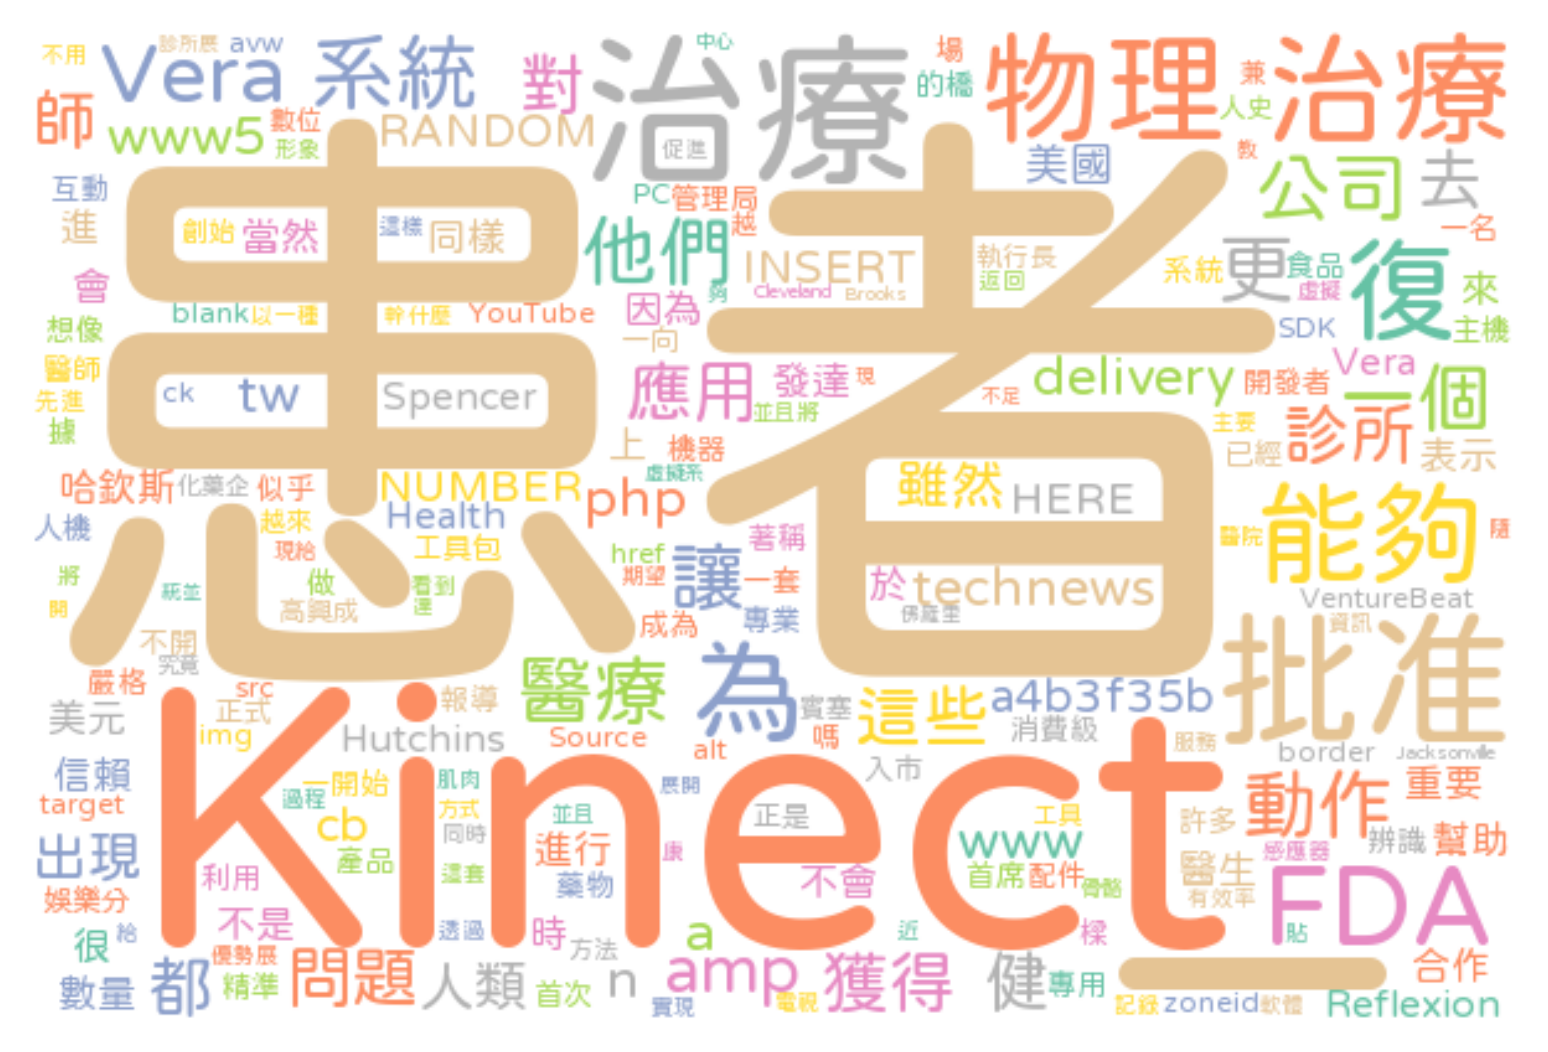 不用
診所展
avw
Vera 系統
對
治療
中心
場
的橋
物理治療
兼
人史
師
www5
數位
形象
RANDOM
促進
美國
教
公司
去
互動
進
PC
管理局
越
一名
創始
當然
這樣
同樣
他們
INSERT
執行長
返回
系統
更
食品
虛擬
復
來
會
患者
夠
Cleveland
Brooks
blank
以一種
幹什麼
YouTube
因為
一向
SDK
主機
想像
醫師
先進
據
ck
tw
Spencer
應用
發達
現
並且將
不足
delivery
開發者
Vera
一個
主要
診所
已經
表示
上
機器
虛擬系
哈欽斯
化藥企
似乎
NUMBER
php
雖然
HERE
能夠
人機
越來
Health
現給
工具包
href
著稱
醫院
隨
將
開
統並
做
看到
達
高興成
期望
讓
一套
於
technews
佛羅里
VentureBeat
不開
究竟
成為
專業
資訊
批准
嚴格
src
醫療
為
賓塞
這些
a4b3f35b
美元
正式
img
報導
Hutchins
Source
alt
嗎
消費級
服務
border
Jacksonville
信賴
target
Kinect
一開始
過程
肌肉
展開
入市
動作
重要
cb
方式
並且
正是
工具
許多
出現
產品
同時
進行
www
辨識
幫助
感應器
利用
這套
藥物
康
不會
首席
配件
骨骼
醫生
有效率
FDA
娛樂分
很
給
不是
透過
時
方法
a
近
樑
貼
優勢展
數量
都
精準
問題
人類
首次
n
實現
amp
電視
獲得
健
專用
記錄
zoneid
軟體
合作
Reflexion